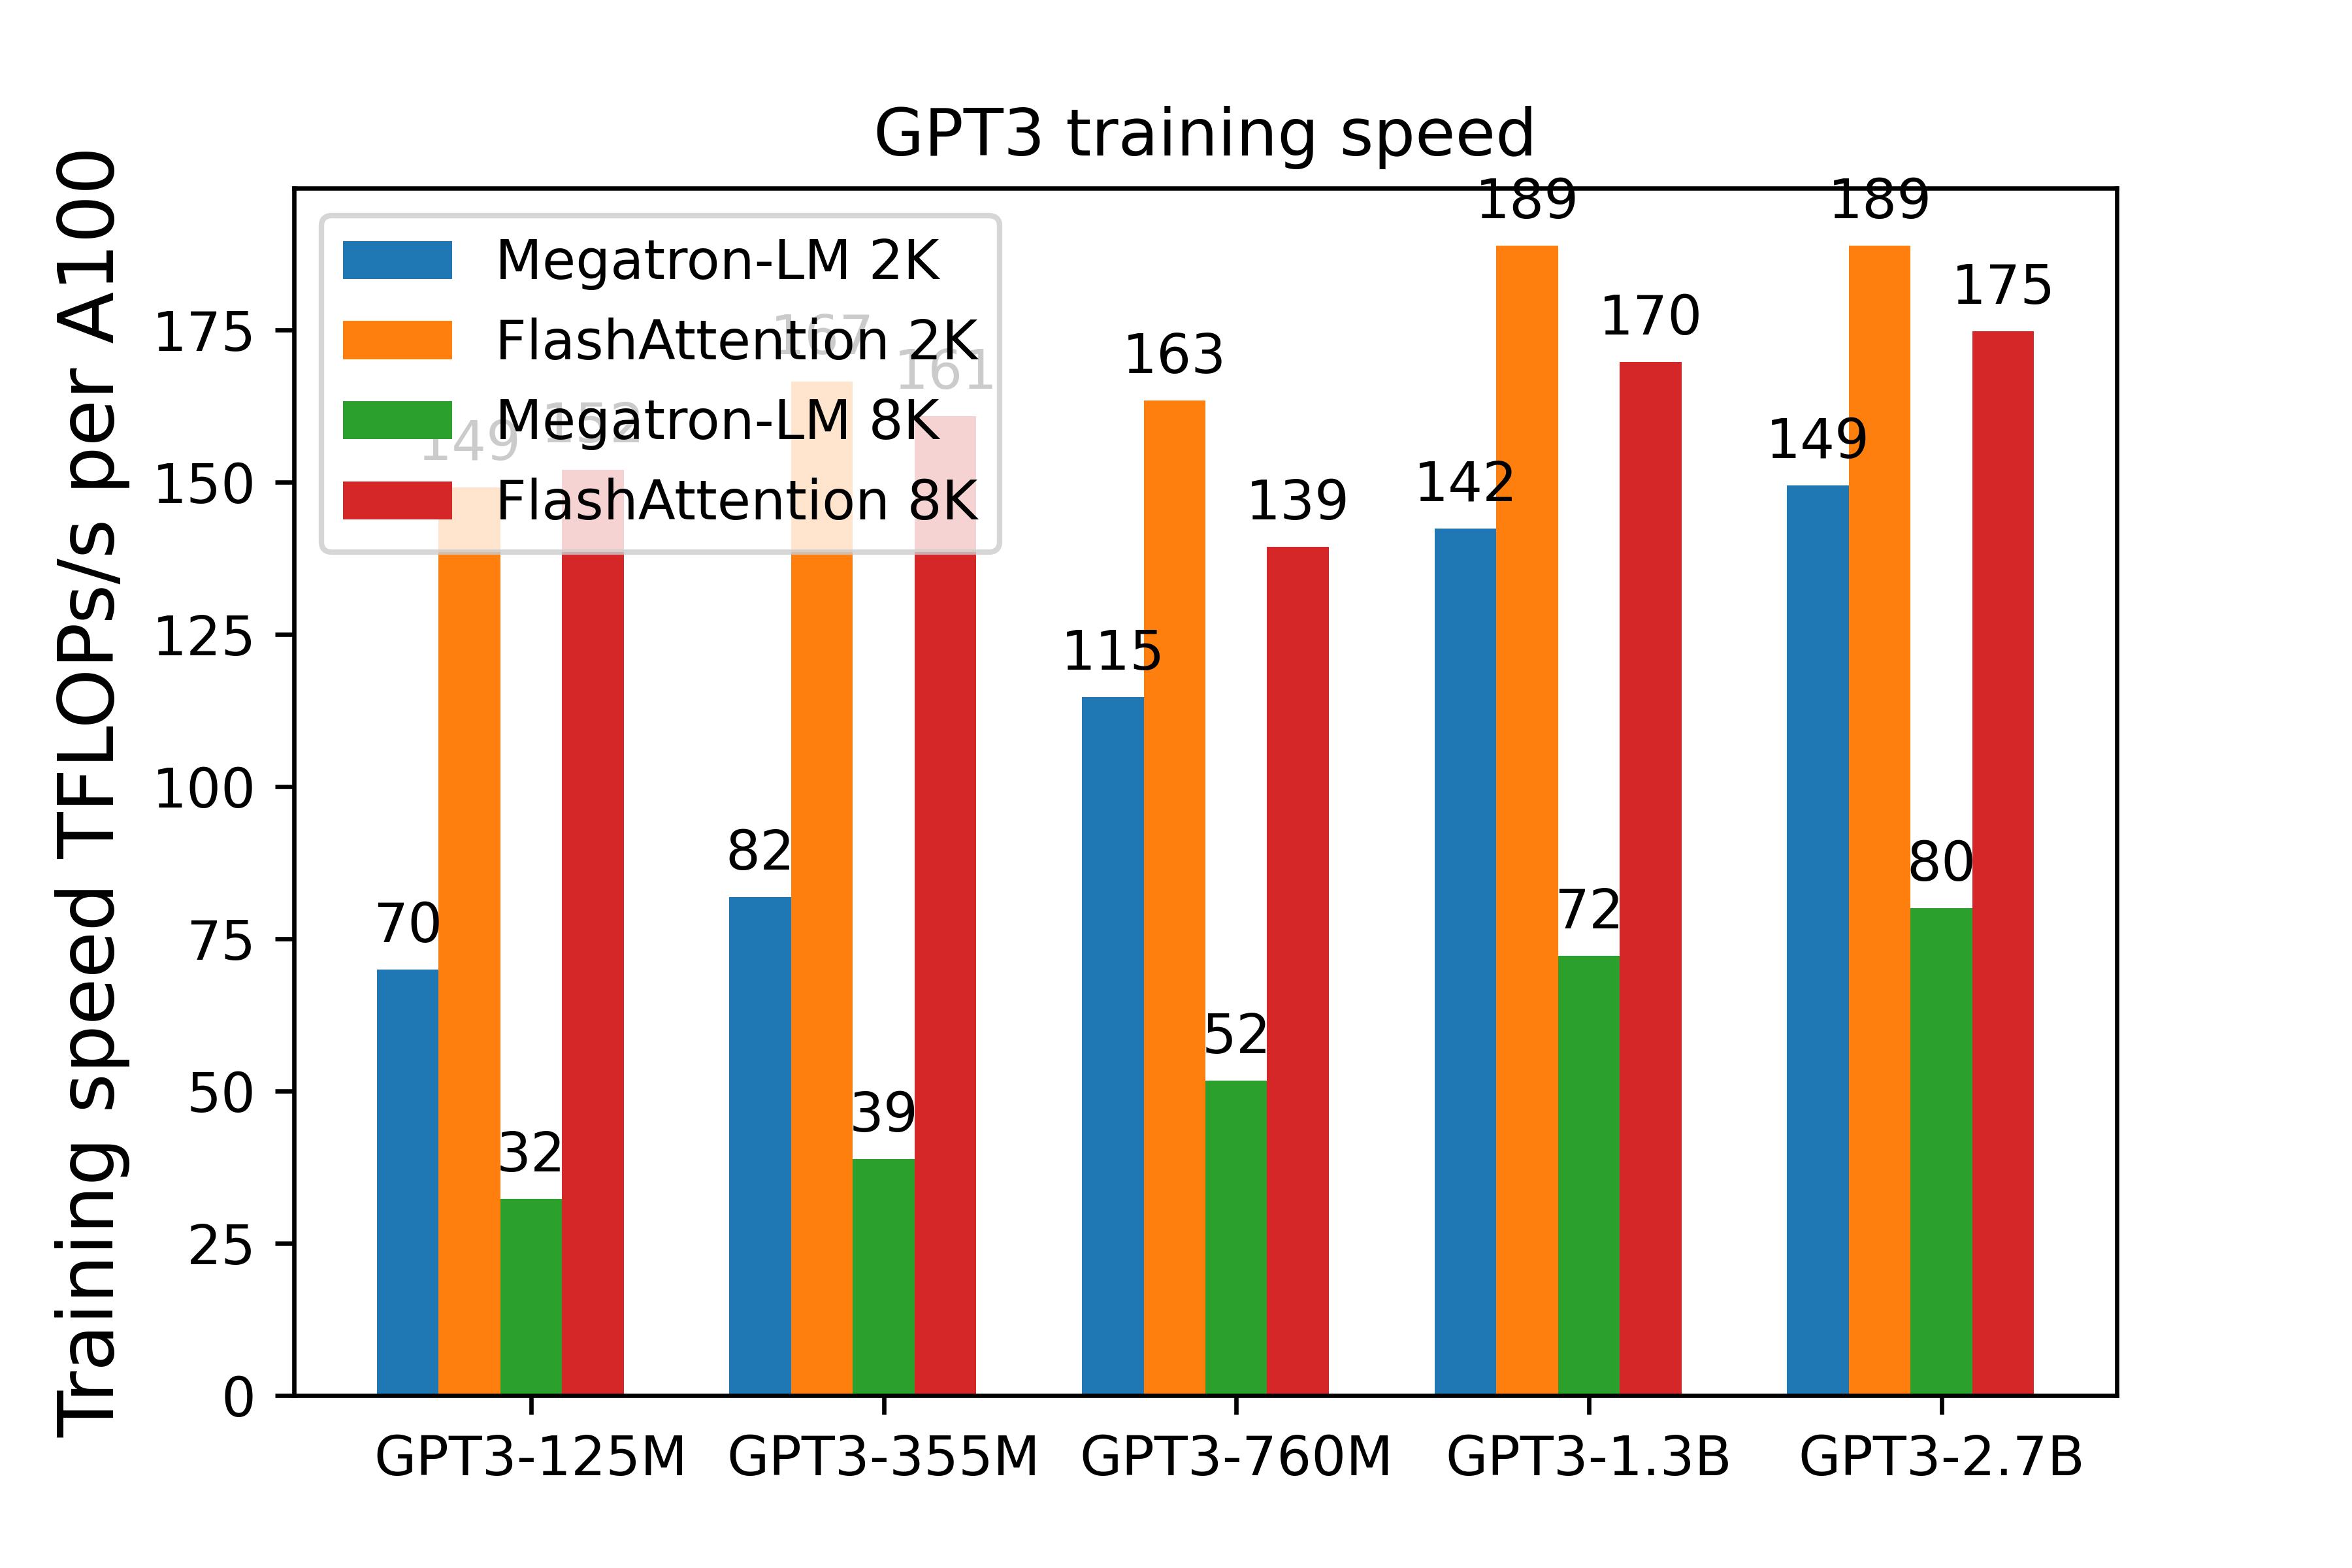 GPT3 training speed
Training speed TFLOPs/s per A100
175
150
125
100
75
50
25
0
Megatron-LM 2K
FlashAttention 2K
Megatron-LM 8K
FlashAttention 8K
70
149
32
152
82
167
39
161
115
163
52
139
142
189
72
170
149
189
80
175
GPT3-125M
GPT3-355M
GPT3-760M
GPT3-1.3B
GPT3-2.7B